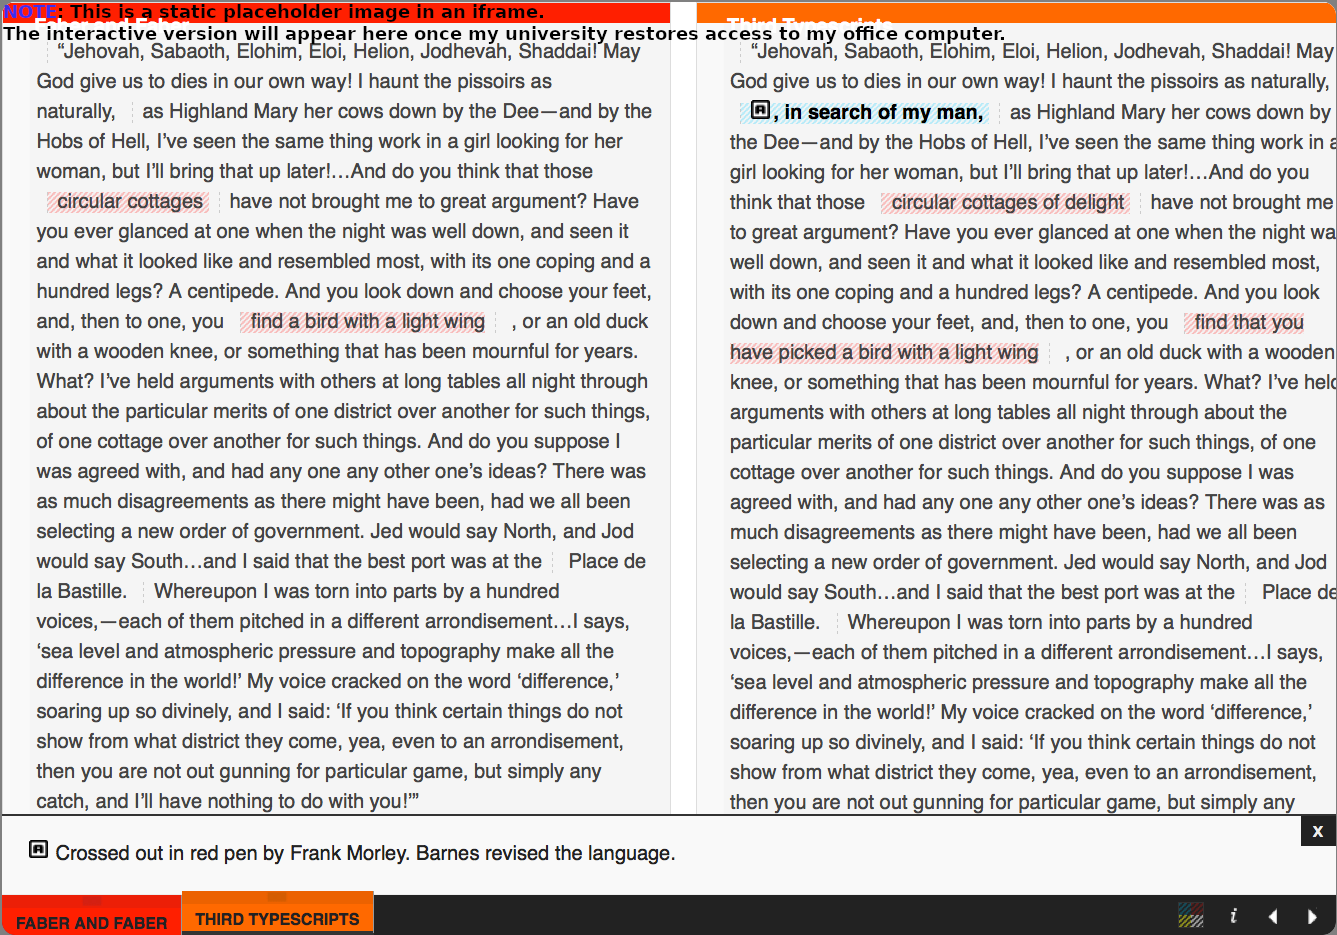 NOTE: This is a static placeholder image in an iframe.
The interactive version will appear here once my university restores access to my office computer.
Faber and Faber
“Jehovah, Sabaoth, Elohim, Eloi, Helion, Jodhevah, Shaddai! May
God give us to dies in our own way! I haunt the pissoirs as
naturally, as Highland Mary her cows down by the Dee—and by the
Hobs of Hell, I’ve seen the same thing work in a girl looking for her
woman, but I’ll bring that up later!…And do you think that those
circular cottages have not brought me to great argument? Have
you ever glanced at one when the night was well down, and seen it
and what it looked like and resembled most, with its one coping and a
hundred legs? A centipede. And you look down and choose your feet,
and, then to one, you find a bird with a light wing , or an old duck
with a wooden knee, or something that has been mournful for years.
What? I’ve held arguments with others at long tables all night through
about the particular merits of one district over another for such things,
of one cottage over another for such things. And do you suppose I
was agreed with, and had any one any other one’s ideas? There was
as much disagreements as there might have been, had we all been
selecting a new order of government. Jed would say North, and Jod
would say South…and I said that the best port was at the Place de
la Bastille. Whereupon I was torn into parts by a hundred
voices,—each of them pitched in a different arrondisement…I says,
‘sea level and atmospheric pressure and topography make all the
difference in the world!’ My voice cracked on the word ‘difference,’
soaring up so divinely, and I said: ‘If you think certain things do not
show from what district they come, yea, even to an arrondisement,
then you are not out gunning for particular game, but simply any
catch, and I’ll have nothing to do with you!’”
Third Typescripts
“Jehovah, Sabaoth, Elohim, Eloi, Helion, Jodhevah, Shaddai! May
God give us to dies in our own way! I haunt the pissoirs as naturally,
A , in search of my man, as Highland Mary her cows down by
the Dee—and by the Hobs of Hell, I’ve seen the same thing work in a
girl looking for her woman, but I’ll bring that up later!…And do you
think that those circular cottages of delight have not brought me
to great argument? Have you ever glanced at one when the night wa
well down, and seen it and what it looked like and resembled most,
with its one coping and a hundred legs? A centipede. And you look
down and choose your feet, and, then to one, you find that you
have picked a bird with a light wing , or an old duck with a wooden
knee, or something that has been mournful for years. What? I’ve held
arguments with others at long tables all night through about the
particular merits of one district over another for such things, of one
cottage over another for such things. And do you suppose I was
agreed with, and had any one any other one’s ideas? There was as
much disagreements as there might have been, had we all been
selecting a new order of government. Jed would say North, and Jod
would say South…and I said that the best port was at the Place de
la Bastille. Whereupon I was torn into parts by a hundred
voices,—each of them pitched in a different arrondisement…I says,
‘sea level and atmospheric pressure and topography make all the
difference in the world!’ My voice cracked on the word ‘difference,’
soaring up so divinely, and I said: ‘If you think certain things do not
show from what district they come, yea, even to an arrondisement,
then you are not out gunning for particular game, but simply any
x
A Crossed out in red pen by Frank Morley. Barnes revised the language.
FABER AND FABER
THIRD TYPESCRIPTS
i